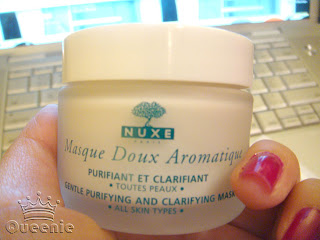 NUXE
PARIS
Masque Doux Aromatique
PURIFIANT ET CLARIFIANT
• TOUTES PEAUX •
GENTLE PURIFYING AND CLARIFYING MASK
• ALL SKIN TYPES •
Queenie